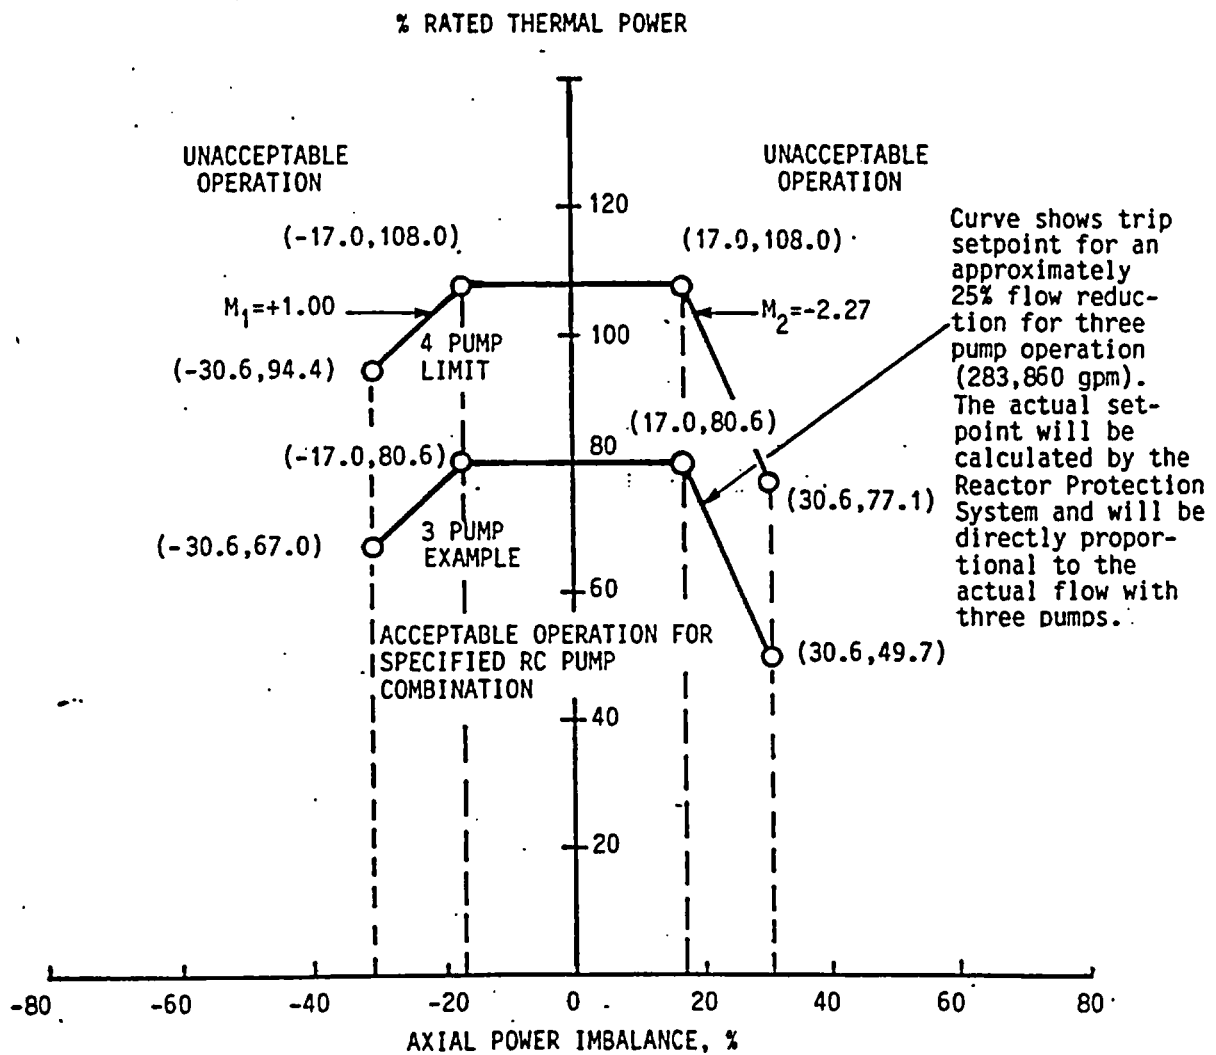 % RATED THERMAL POWER
UNACCEPTABLE
OPERATION
UNACCEPTABLE
OPERATION
120
(-17.0,108.0)
(17.0,108.0)
Curve shows trip
setpoint for an
approximately
25% flow reduc-
tion for three
pump operation
(283,860 gpm).
The actual set-
point will be
calculated by the
Reactor Protection
System and will be
directly propor-
tional to the
actual flow with
three pumps.
M1=+1.00
M2=-2.27
100
4 PUMP
LIMIT
(-30.6,94.4)
(17.0,80.6)
80
(-17.0,80.6)
(30.6,77.1)
3 PUMP
EXAMPLE
(-30.6,67.0)
60
ACCEPTABLE OPERATION FOR
SPECIFIED RC PUMP
COMBINATION
(30.6,49.7)
40
20
-80 -60 -40 -20 0 20 40 60 80
AXIAL POWER IMBALANCE, %